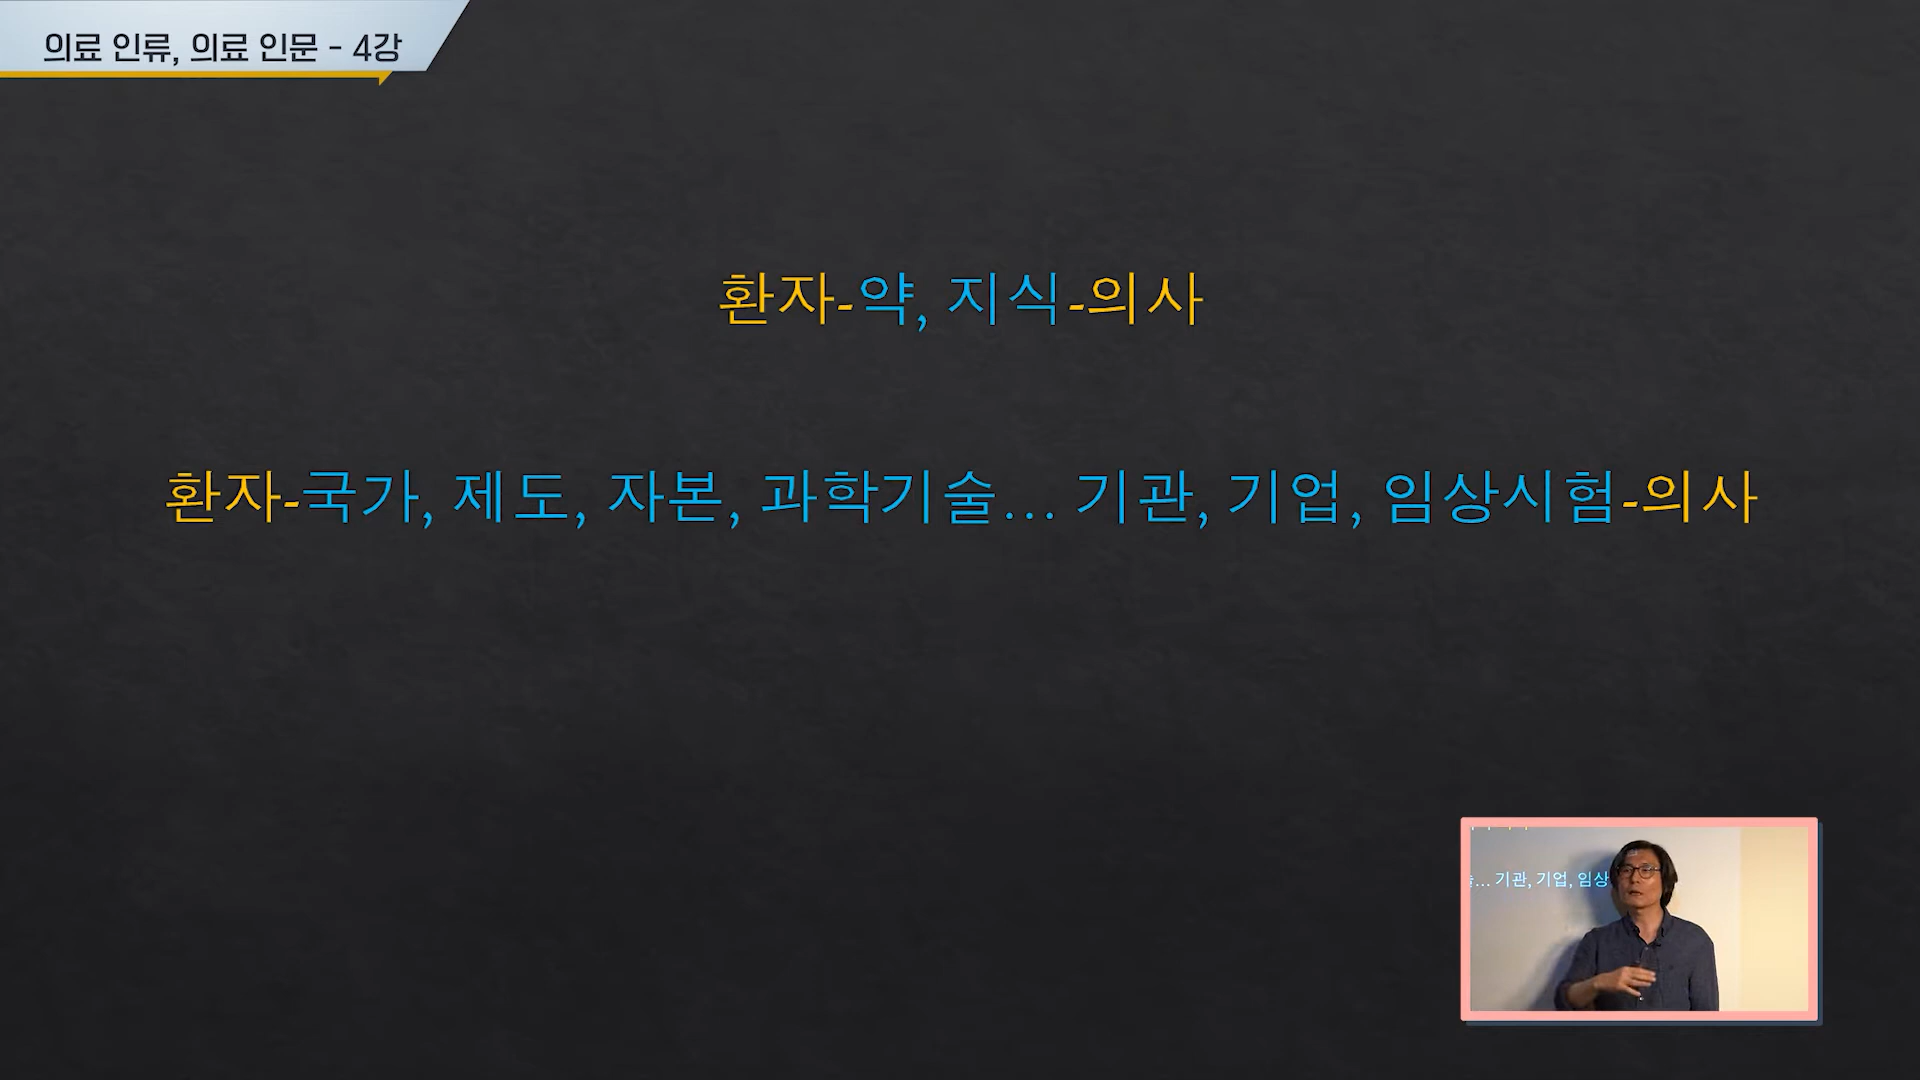 의료 인류, 의료 인문 - 4강
환자-약, 지식-의사
환자-국가, 제도, 자본, 과학기술... 기관, 기업, 임상시험-의사
... 기관, 기업, 임상